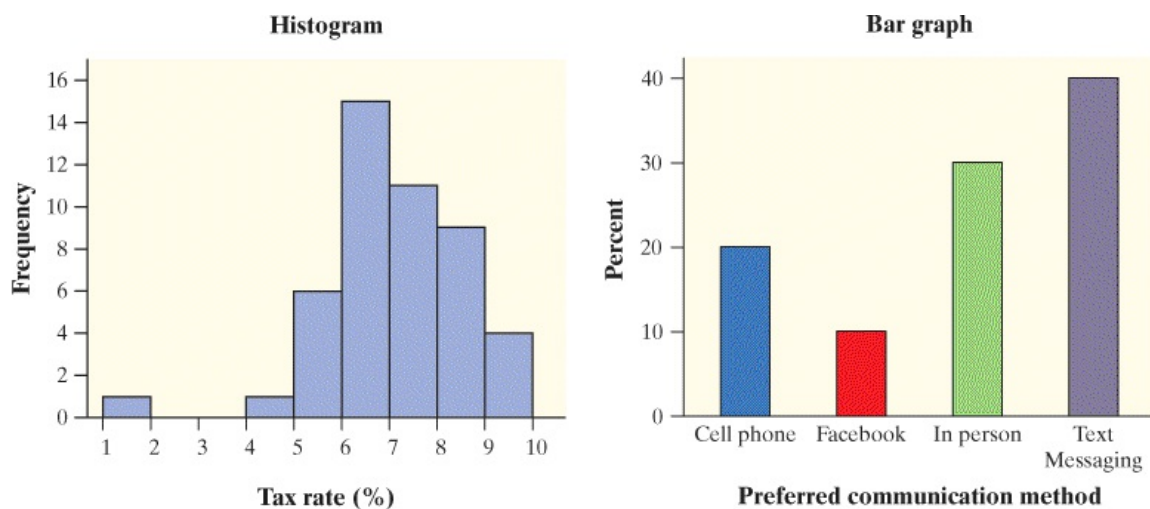 Histogram
Frequency
16
14
12
10
8
6
4
2
0
1 2 3 4 5 6 7 8 9 10
Tax rate (%)
Bar graph
Percent
40
30
20
10
0
Cell phone Facebook In person Text
Messaging
Preferred communication method